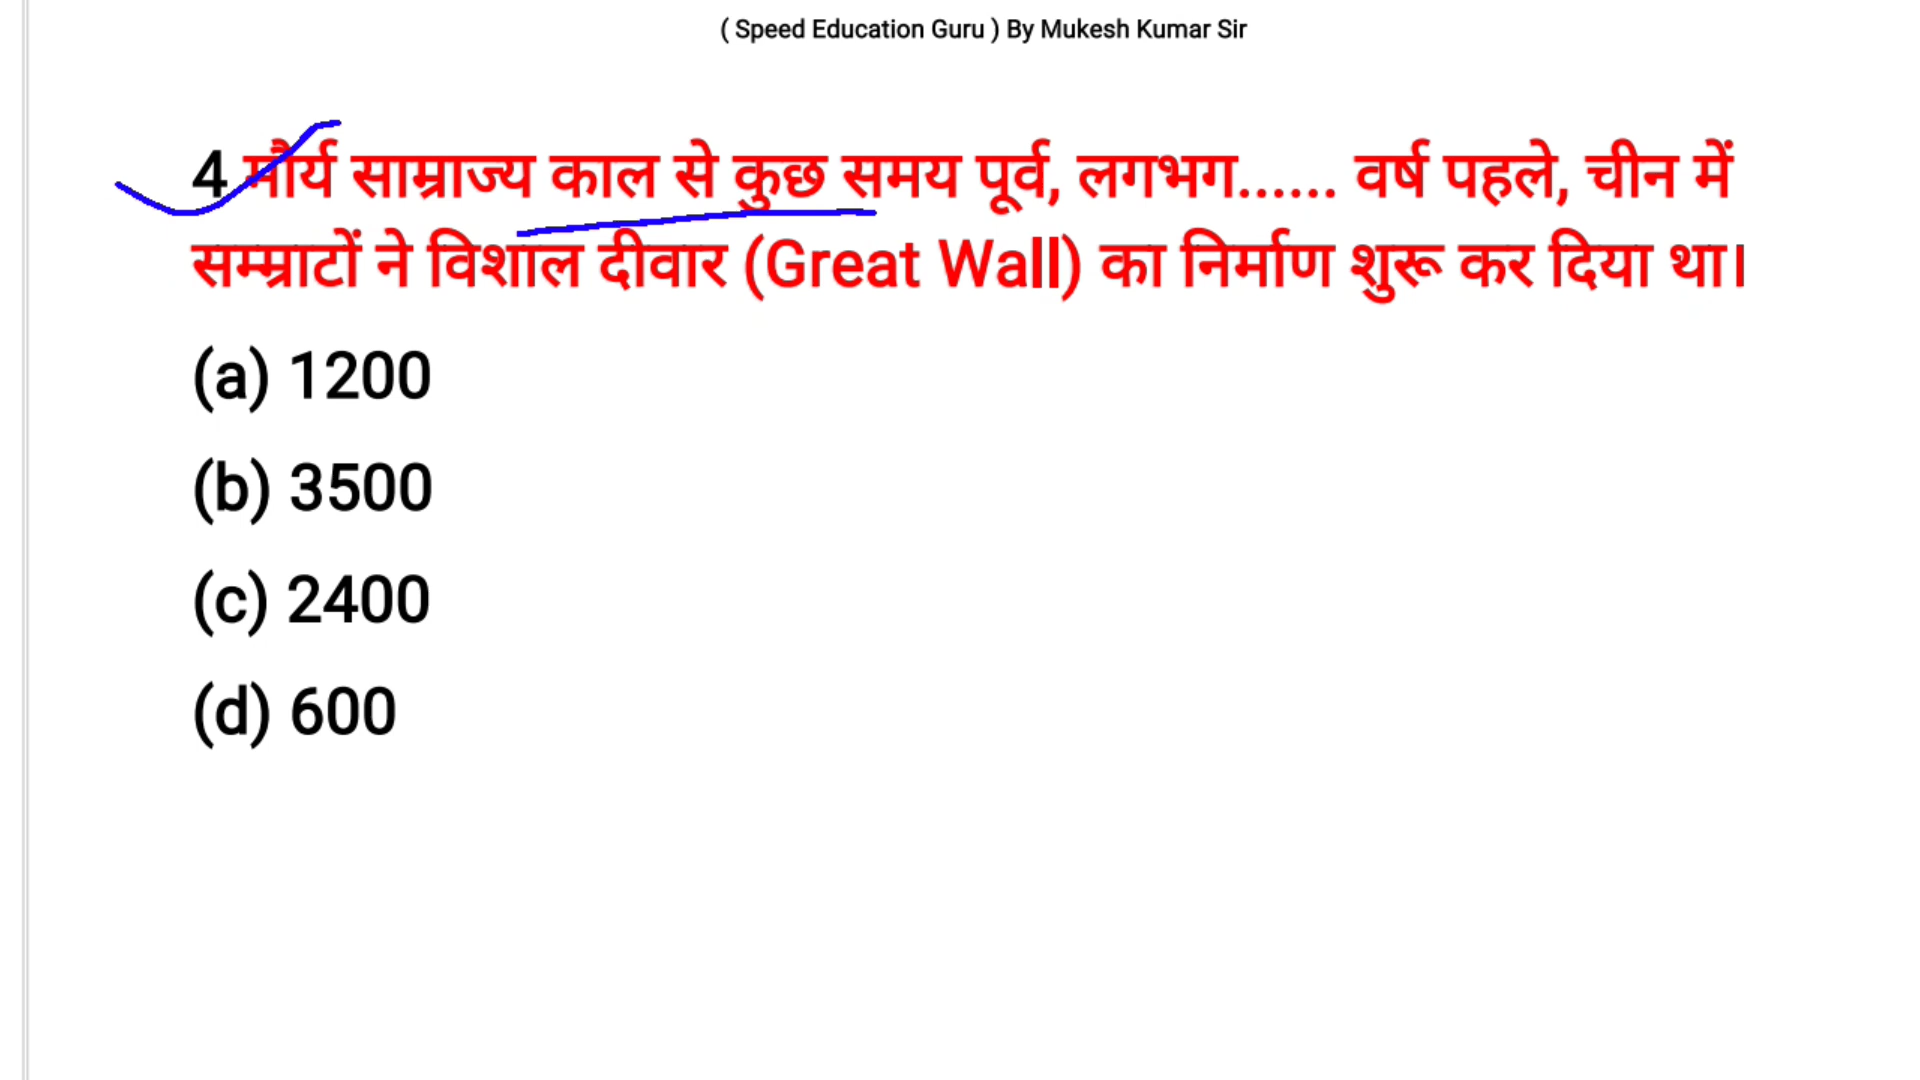 ( Speed Education Guru ) By Mukesh Kumar Sir
4 मौर्य साम्राज्य काल से कुछ समय पूर्व, लगभग...... वर्ष पहले, चीन में
सम्म्राटों ने विशाल दीवार (Great Wall) का निर्माण शुरू कर दिया था।
(a) 1200
(b) 3500
(c) 2400
(d) 600